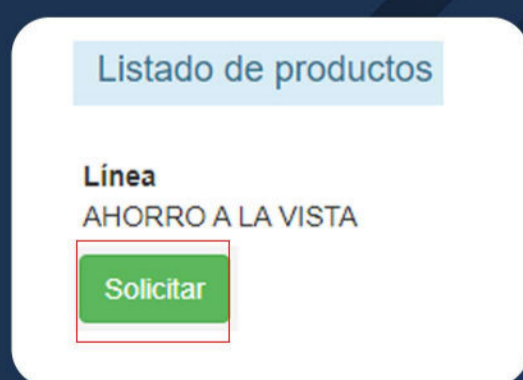 Listado de productos
Línea
AHORRO A LA VISTA
Solicitar